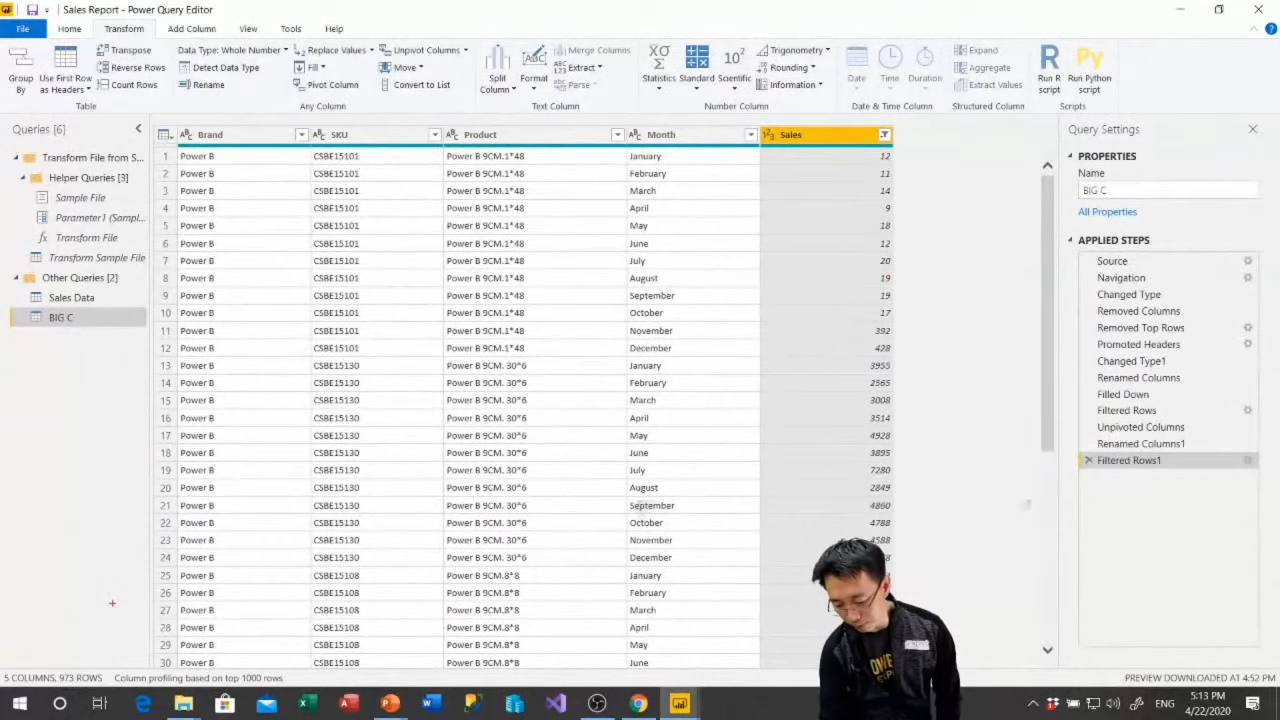 Sales Report - Power Query Editor
File Home Transform Add Column View Tools Help
Group By
Use First Row as Headers
Transpose
Reverse Rows
Count Rows
Table
Data Type: Whole Number
Detect Data Type
Rename
Replace Values
Fill
Pivot Column
Unpivot Columns
Move
Convert to List
Any Column
Split Column
Format
Merge Columns
Extract
Parse
Text Column
Statistics
Standard
Scientific
Trigonometry
Rounding
Information
Number Column
Date
Time
Duration
Date & Time Column
Expand
Aggregate
Extract Values
Structured Column
Run R script
Run Python script
Scripts
Queries [6]
Transform File from S...
Helper Queries [3]
Sample File
Parameter1 (Sampl...
Transform File
Transform Sample File
Other Queries [2]
Sales Data
BIG C
Brand SKU Product Month Sales
1 Power B CSBE15101 Power B 9CM.1*48 January 12
2 Power B CSBE15101 Power B 9CM.1*48 February 11
3 Power B CSBE15101 Power B 9CM.1*48 March 14
4 Power B CSBE15101 Power B 9CM.1*48 April 9
5 Power B CSBE15101 Power B 9CM.1*48 May 18
6 Power B CSBE15101 Power B 9CM.1*48 June 12
7 Power B CSBE15101 Power B 9CM.1*48 July 20
8 Power B CSBE15101 Power B 9CM.1*48 August 19
9 Power B CSBE15101 Power B 9CM.1*48 September 19
10 Power B CSBE15101 Power B 9CM.1*48 October 17
11 Power B CSBE15101 Power B 9CM.1*48 November 392
12 Power B CSBE15101 Power B 9CM.1*48 December 428
13 Power B CSBE15130 Power B 9CM. 30*6 January 3955
14 Power B CSBE15130 Power B 9CM. 30*6 February 2565
15 Power B CSBE15130 Power B 9CM. 30*6 March 3008
16 Power B CSBE15130 Power B 9CM. 30*6 April 3514
17 Power B CSBE15130 Power B 9CM. 30*6 May 4928
18 Power B CSBE15130 Power B 9CM. 30*6 June 3895
19 Power B CSBE15130 Power B 9CM. 30*6 July 7280
20 Power B CSBE15130 Power B 9CM. 30*6 August 2849
21 Power B CSBE15130 Power B 9CM. 30*6 September 4860
22 Power B CSBE15130 Power B 9CM. 30*6 October 4788
23 Power B CSBE15130 Power B 9CM. 30*6 November 4588
24 Power B CSBE15130 Power B 9CM. 30*6 December
25 Power B CSBE15108 Power B 9CM.8*8 January
26 Power B CSBE15108 Power B 9CM.8*8 February
27 Power B CSBE15108 Power B 9CM.8*8 March
28 Power B CSBE15108 Power B 9CM.8*8 April
29 Power B CSBE15108 Power B 9CM.8*8 May
30 Power B CSBE15108 Power B 9CM.8*8 June
Query Settings
PROPERTIES
Name
BIG C
All Properties
APPLIED STEPS
Source
Navigation
Changed Type
Removed Columns
Removed Top Rows
Promoted Headers
Changed Type1
Renamed Columns
Filled Down
Filtered Rows
Unpivoted Columns
Renamed Columns1
Filtered Rows1
5 COLUMNS, 973 ROWS Column profiling based on top 1000 rows
PREVIEW DOWNLOADED AT 4:52 PM
ENG
5:13 PM
4/22/2020